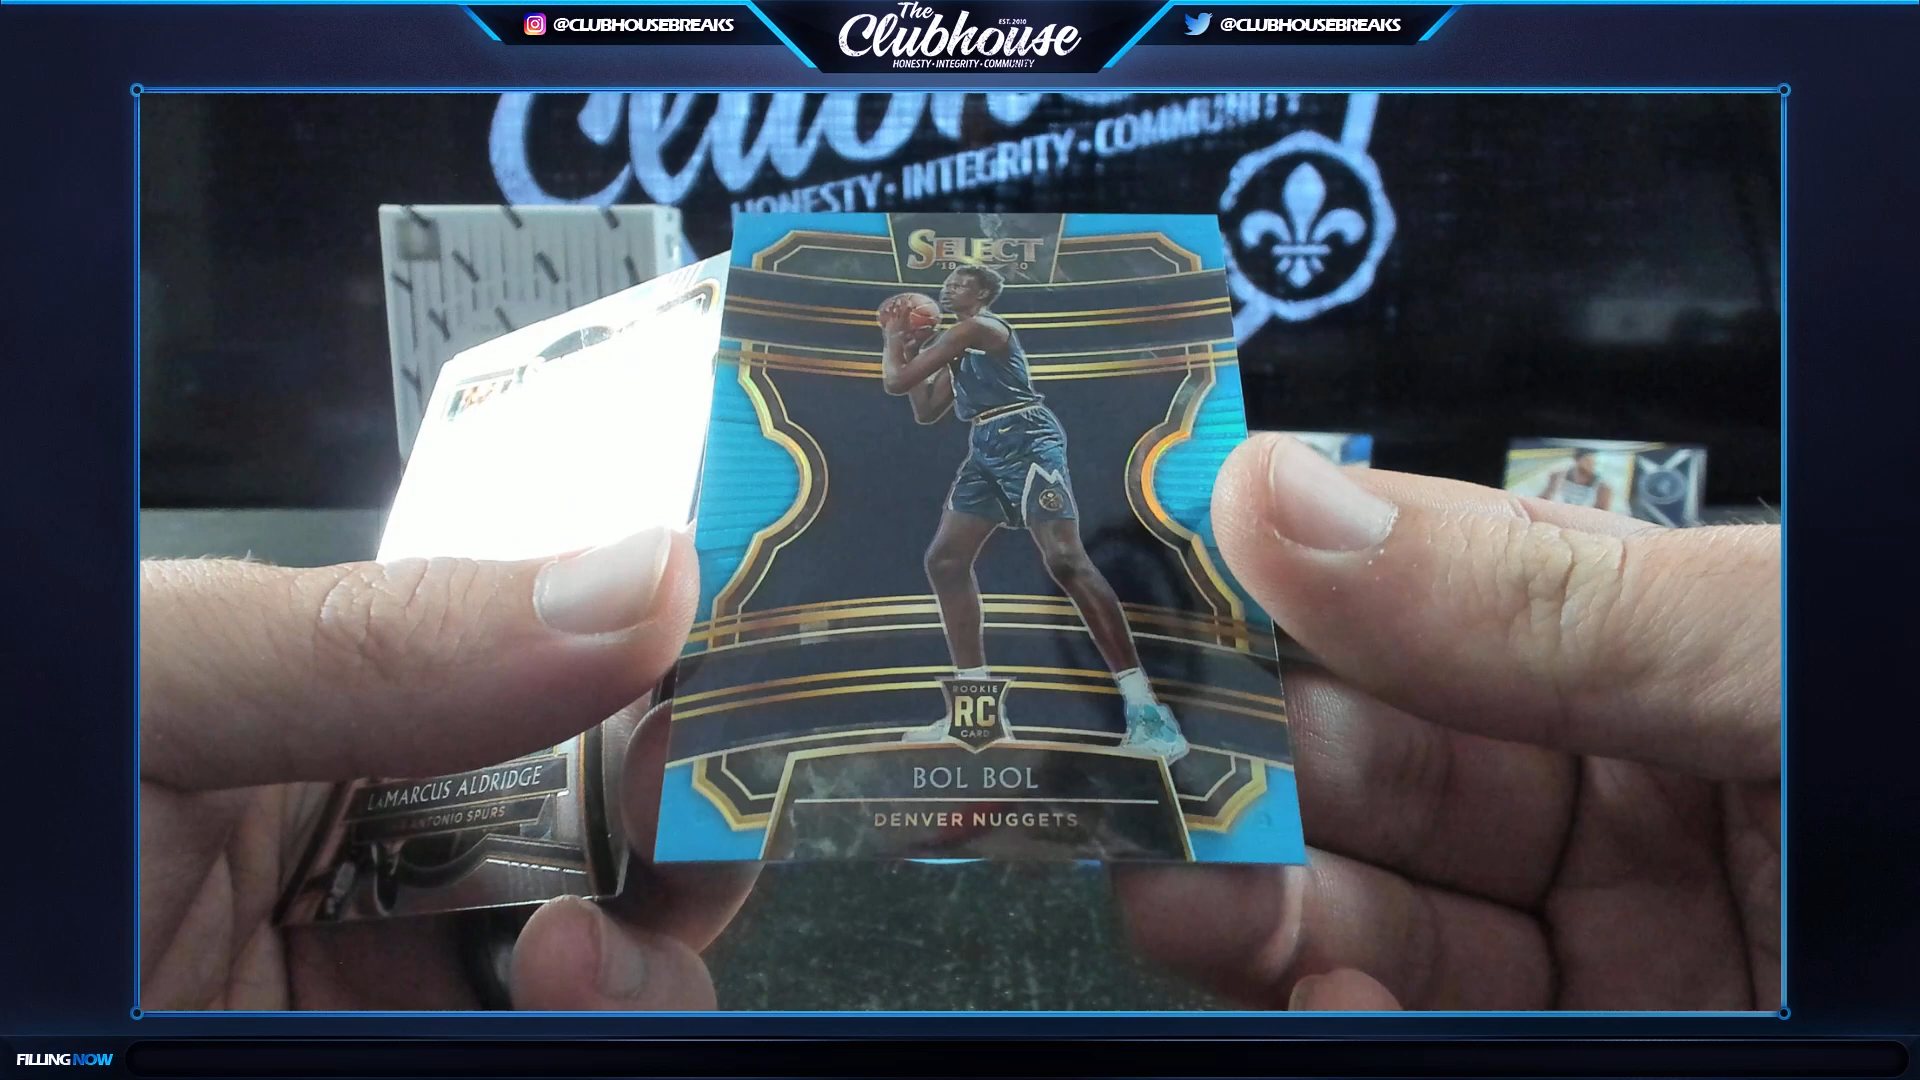 @CLUBHOUSEBREAKS
The
EST. 2010
Clubhouse
HONESTY•INTEGRITY•COMMUNITY
@CLUBHOUSEBREAKS
HONESTY•INTEGRITY•COMMUNITY
SELECT
20
ROOKIE
RC
CARD
BOL BOL
DENVER NUGGETS
LAMARCUS ALDRIDGE
ANTONIO SPURS
FILLING NOW